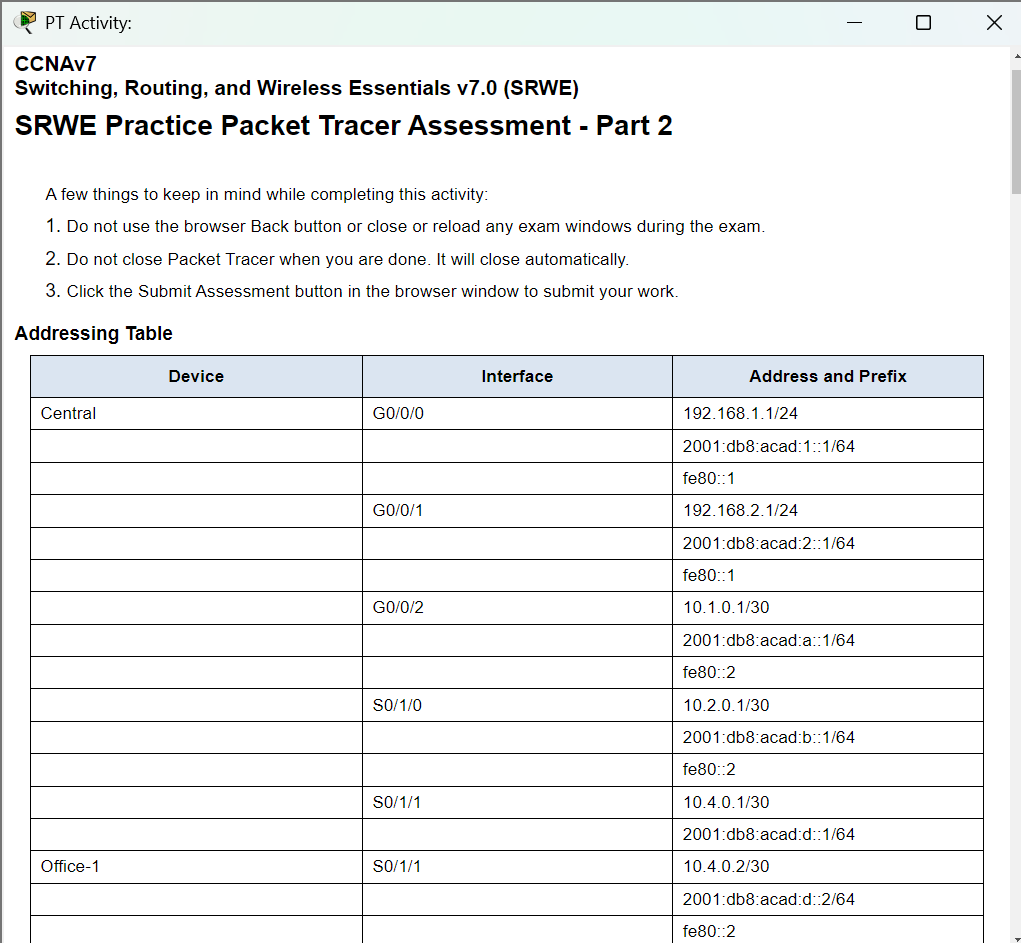 PT Activity:
CCNAv7
Switching, Routing, and Wireless Essentials v7.0 (SRWE)
SRWE Practice Packet Tracer Assessment - Part 2
A few things to keep in mind while completing this activity:
1. Do not use the browser Back button or close or reload any exam windows during the exam.
2. Do not close Packet Tracer when you are done. It will close automatically.
3. Click the Submit Assessment button in the browser window to submit your work.
Addressing Table
Device Interface Address and Prefix
Central G0/0/0 192.168.1.1/24
2001:db8:acad:1::1/64
fe80::1
G0/0/1 192.168.2.1/24
2001:db8:acad:2::1/64
fe80::1
G0/0/2 10.1.0.1/30
2001:db8:acad:a::1/64
fe80::2
S0/1/0 10.2.0.1/30
2001:db8:acad:b::1/64
fe80::2
S0/1/1 10.4.0.1/30
2001:db8:acad:d::1/64
Office-1 S0/1/1 10.4.0.2/30
2001:db8:acad:d::2/64
fe80::2